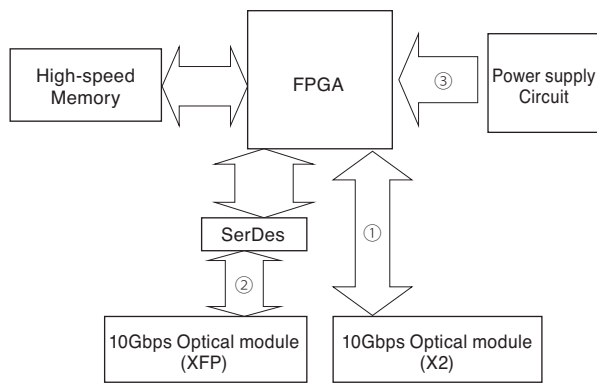 High-speed
Memory
FPGA
③
Power supply
Circuit
SerDes
①
②
10Gbps Optical module
(XFP)
10Gbps Optical module
(X2)